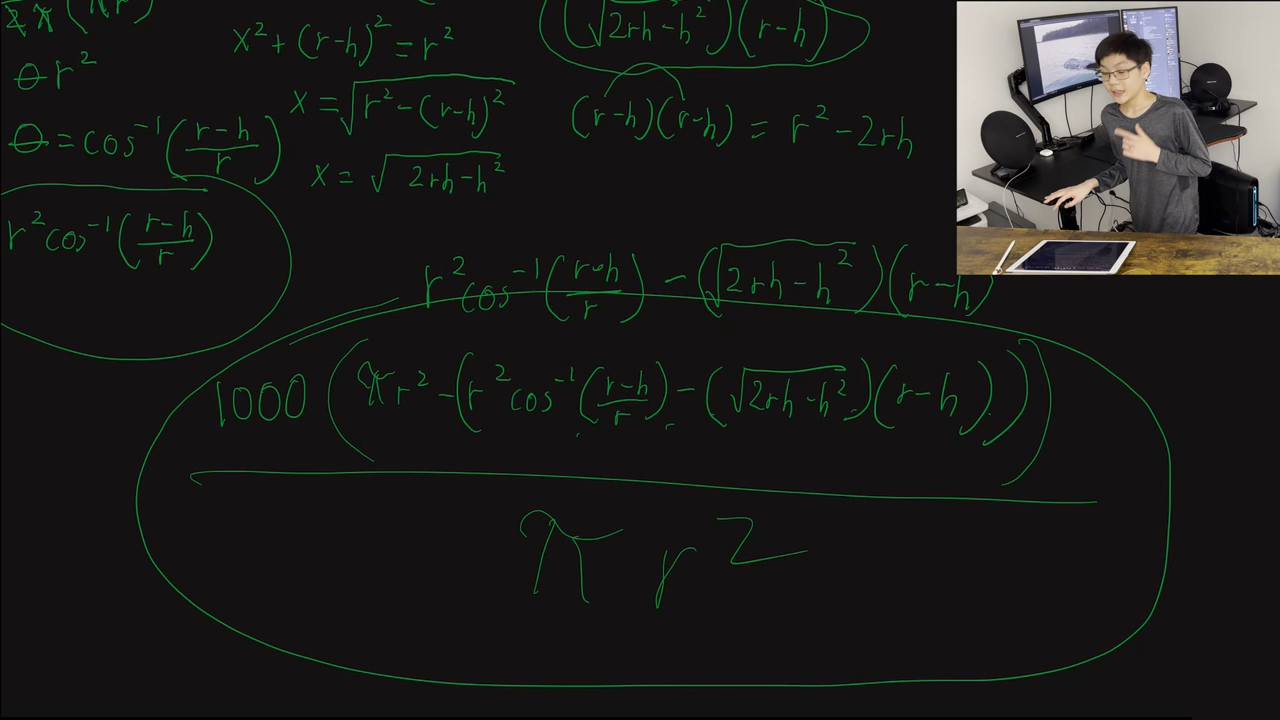 x² + (r-h)² = r²
θr²
x = √(r² - (r-h)²)
θ = cos⁻¹((r-h)/r)
x = √(2rh-h²)
r²cos⁻¹((r-h)/r)
(√(2rh-h²))(r-h)
(r-h)(r-h) = r² - 2rh
r²cos⁻¹((r-h)/r) - (√(2rh-h²))(r-h)
1000(πr² - (r²cos⁻¹((r-h)/r) - (√(2rh-h²))(r-h)))
πr²